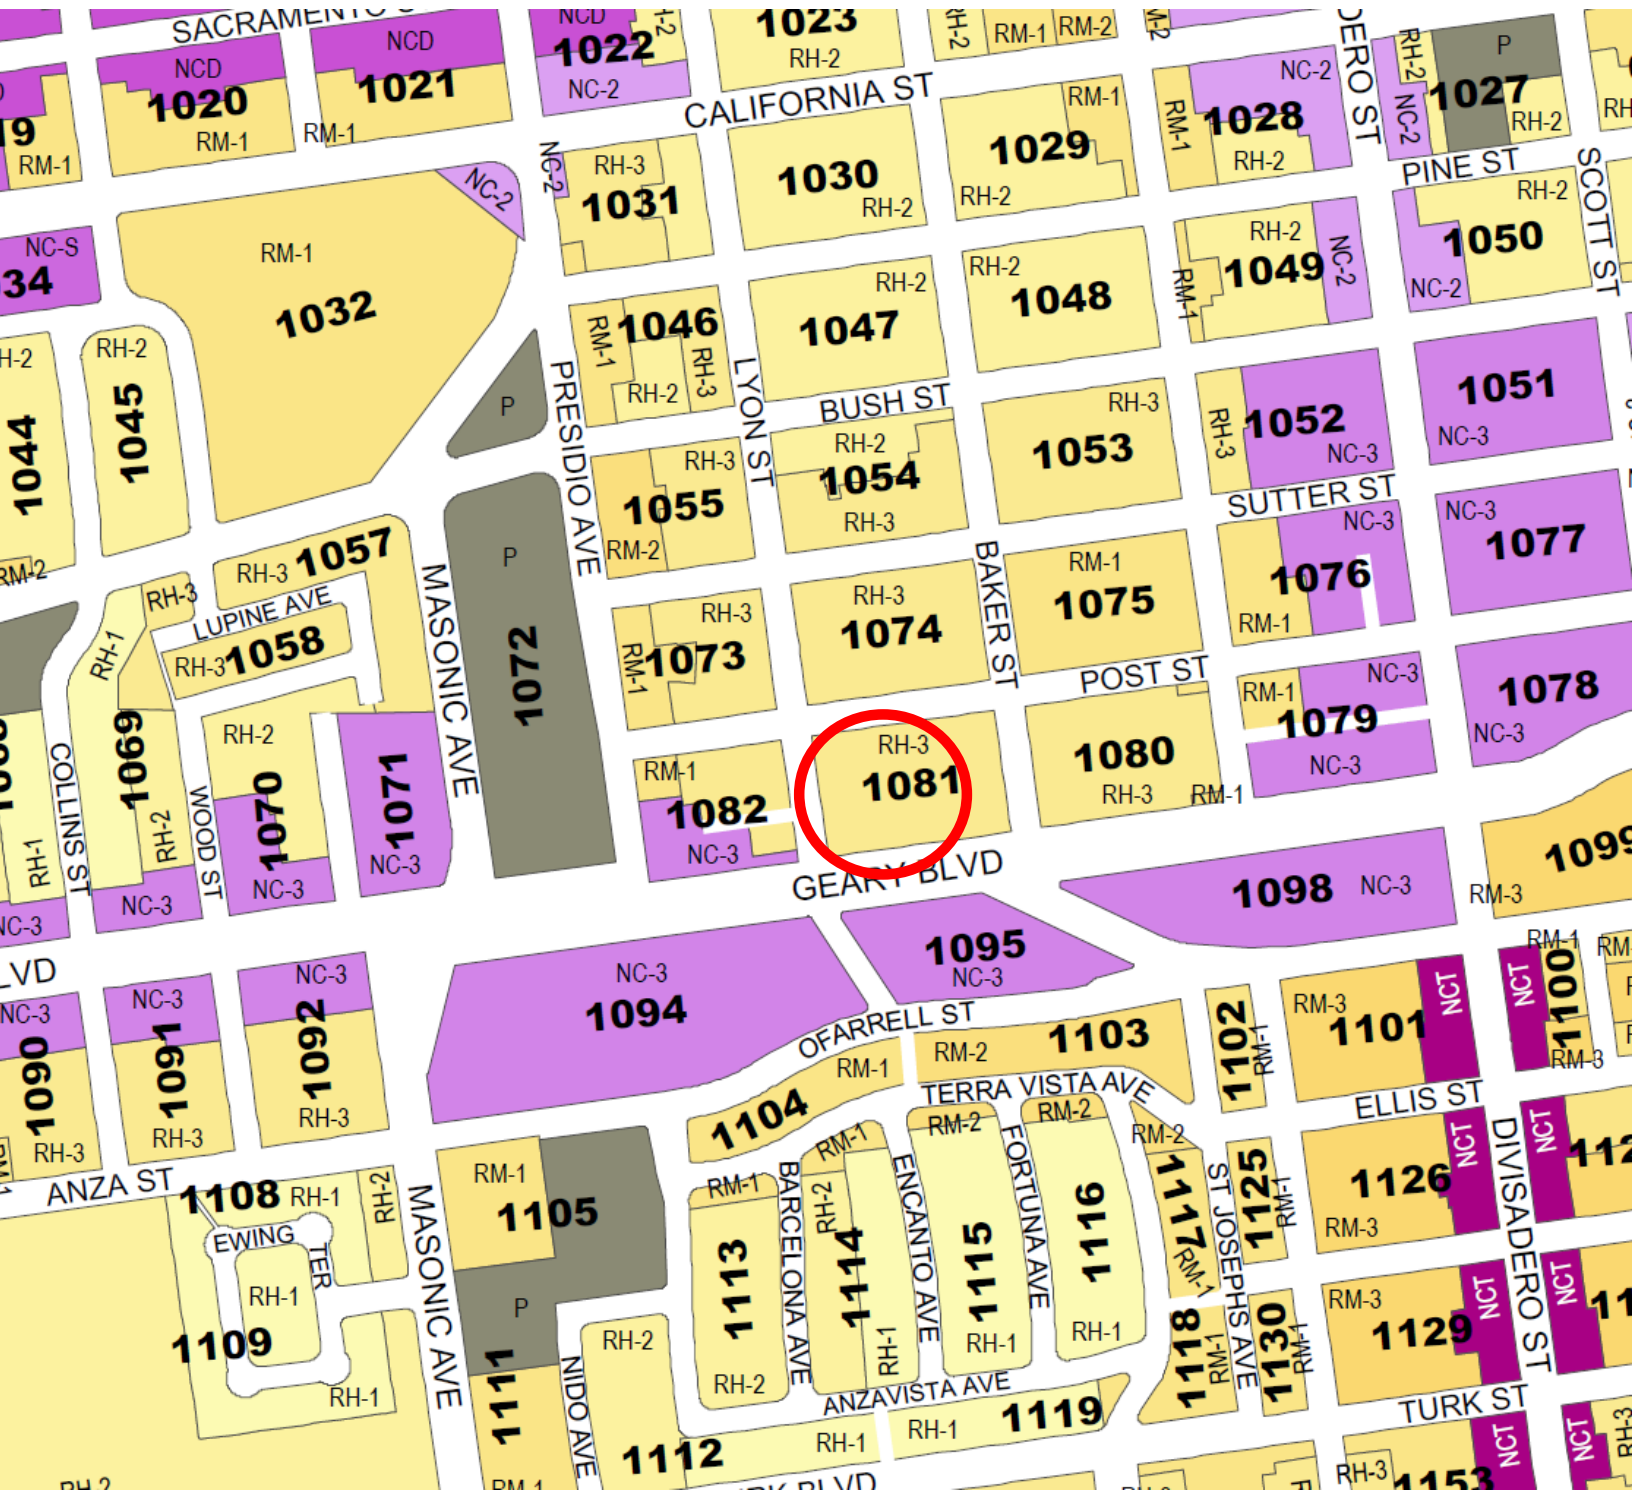 SACRAMENTO
NCD
1020
RM-1
NCD
1021
RM-1
NCD
1022
NC-2
1023
RH-2
RH-2
RM-1
RM-2
RM-1
CALIFORNIA ST
NC-2
RH-3
1031
1030
RH-2
1029
RM-1
RH-2
RM-1
NC-2
1028
RH-2
RH-2
NC-2
P
1027
RH-2
PINE ST
SCOTT ST
NC-S
RM-1
1032
NC-2
RM-1
1046
RH-2
RH-3
RH-2
1047
RH-2
1048
RM-1
RH-2
1049
NC-2
RH-2
1050
NC-2
RH-2
1045
1044
P
PRESIDIO AVE
LYON ST
BUSH ST
RH-2
1054
RH-3
RH-3
1053
RH-3
1052
NC-3
1051
NC-3
RH-3
1055
RM-2
SUTTER ST
RH-3
1057
LUPINE AVE
RH-3
1058
RH-3
RH-1
MASONIC AVE
P
1072
RH-3
RM-1
1073
RH-3
1074
BAKER ST
RM-1
1075
NC-3
1076
RM-1
NC-3
1077
POST ST
RM-1
NC-3
1079
NC-3
1078
NC-3
COLLINS ST
1069
RH-2
RH-1
NC-3
WOOD ST
RH-2
1070
NC-3
1071
NC-3
RM-1
1082
NC-3
RH-3
1081
1080
RH-3
RM-1
GEARY BLVD
NC-3
1094
1095
NC-3
1098
NC-3
1099
RM-3
NC-3
1090
RH-3
NC-3
1091
RH-3
NC-3
1092
RH-3
OFARRELL ST
RM-1
1104
RM-2
1103
1102
RM-1
RM-3
1101
NCT
NCT
1100
RM-1
RM-3
TERRA VISTA AVE
ELLIS ST
ANZA ST
1108
RH-1
RH-2
EWING
TER
RH-1
1109
RH-1
MASONIC AVE
RM-1
1105
P
1111
RM-1
NIDO AVE
RH-2
1112
RH-1
RM-1
1113
RH-2
BARCELONA AVE
RM-1
RH-2
1114
RH-1
ENCANTO AVE
RM-2
1115
RH-1
FORTUNA AVE
RM-2
1116
RH-1
RM-2
1117
RM-1
1118
RM-1
ST JOSEPHS AVE
1125
RM-1
1130
RM-1
1126
RM-3
NCT
NCT
DIVISADERO ST
RM-3
1129
NCT
NCT
ANZAVISTA AVE
RH-1
1119
TURK ST
RH-3
1153
NCT
NCT
RH-3